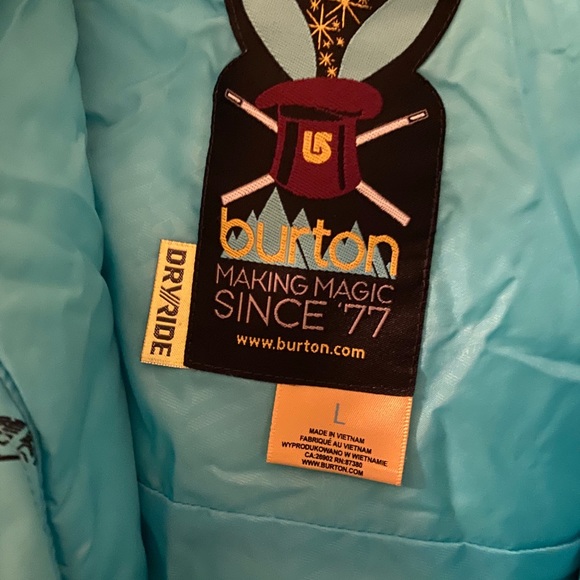 burton
MAKING MAGIC
SINCE '77
www.burton.com
DRY//RIDE
L
MADE IN VIETNAM
FABRIQUÉ AU VIETNAM
WYPRODUKOWANO W WIETNAMIE
CA:28902 RN:87380
WWW.BURTON.COM